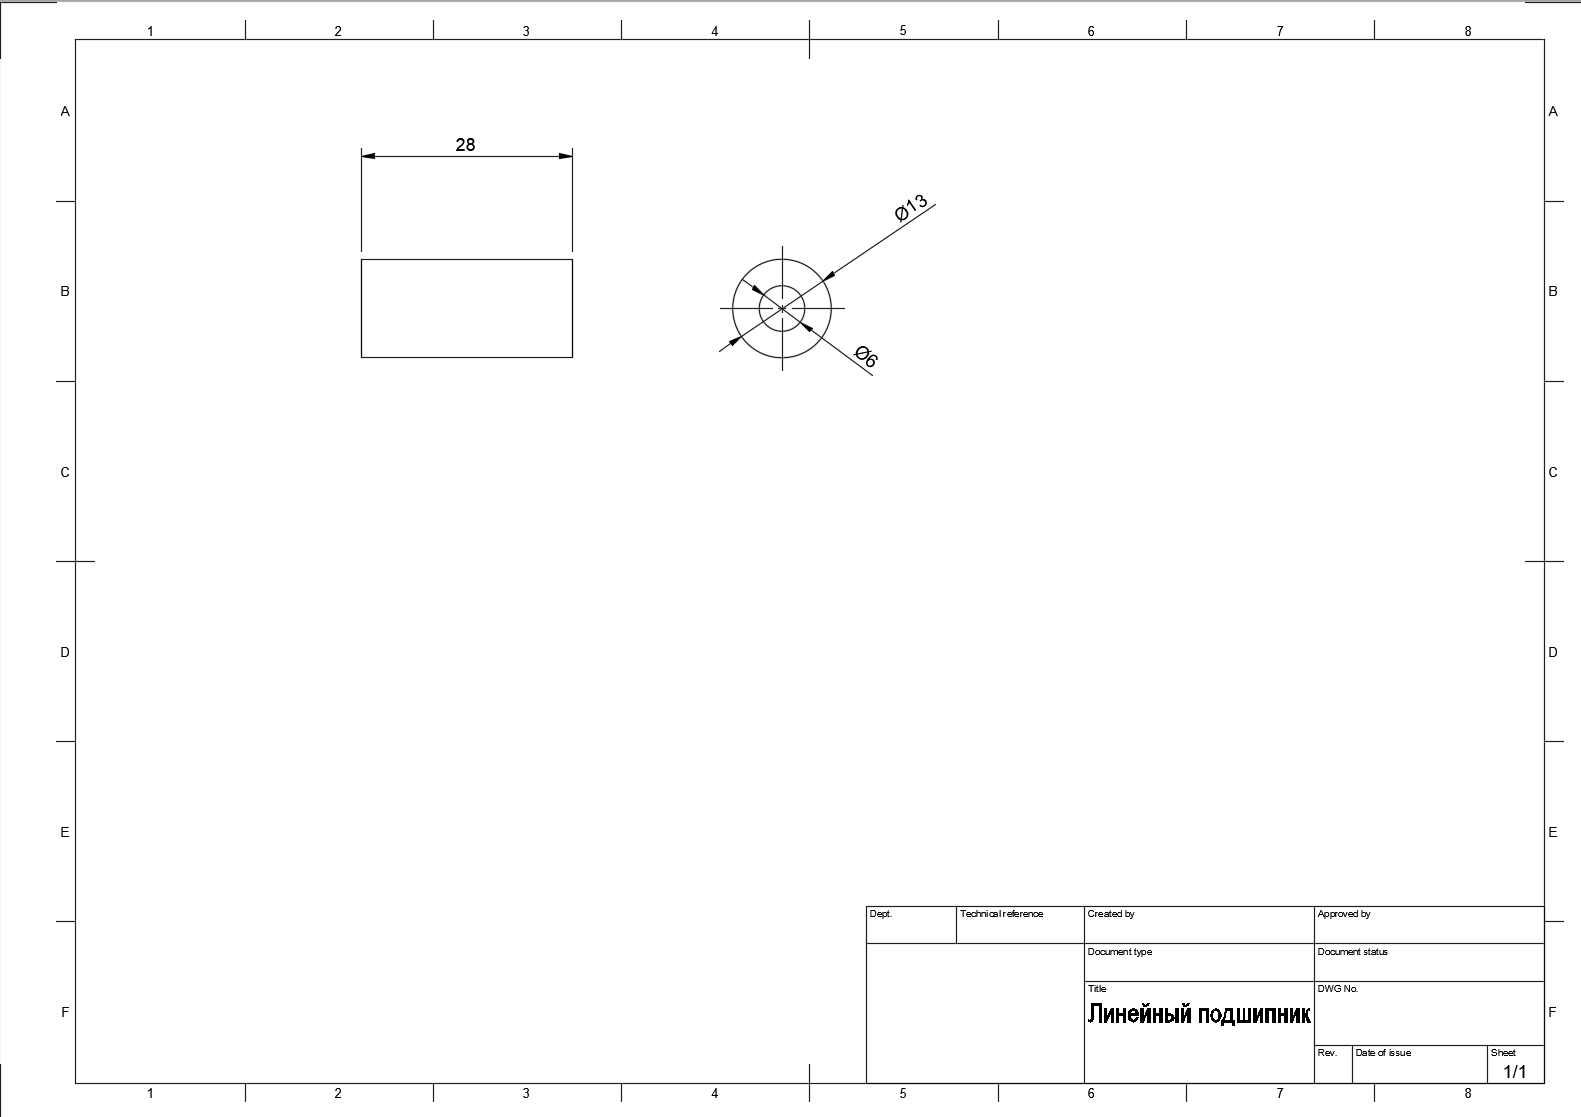 1 2 3 4 5 6 7 8
A A
28
Ø13
B B
Ø6
C C
D D
E E
Dept. Technical reference Created by Approved by
Document type Document status
Title DWG No.
Линейный подшипник
F F
Rev. Date of issue Sheet
1/1
1 2 3 4 5 6 7 8